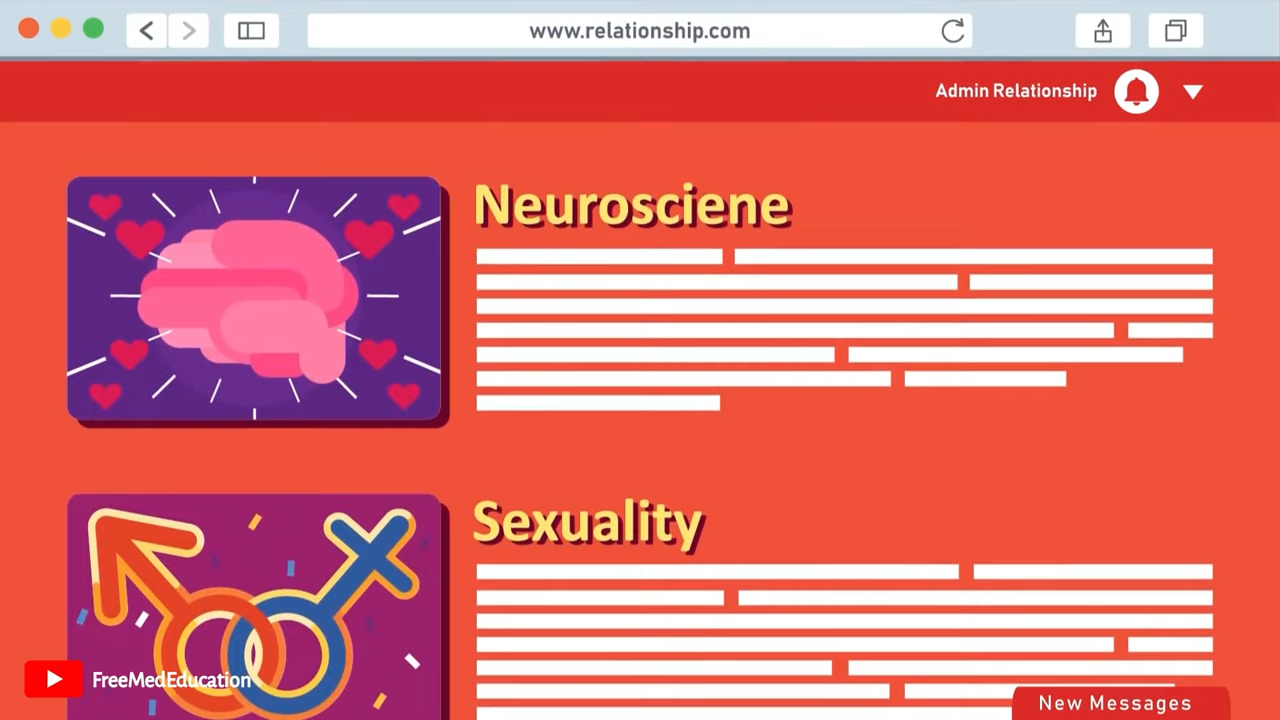 www.relationship.com
Admin Relationship
Neurosciene
Sexuality
FreeMedEducation
New Messages